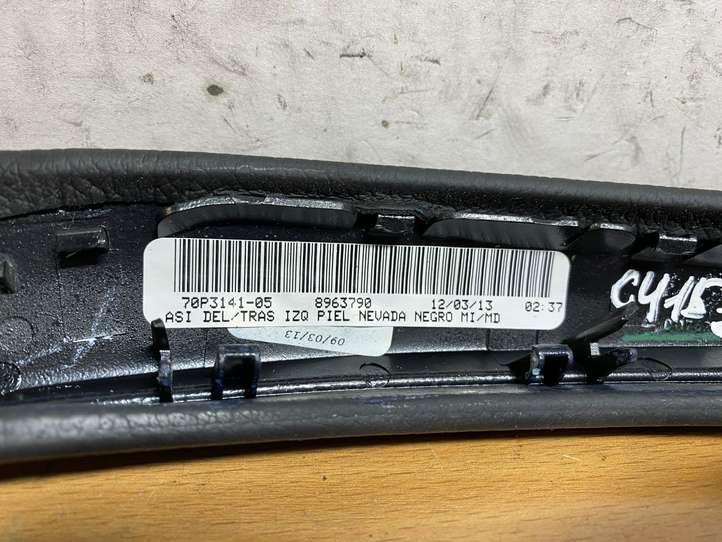 70P3141-05 8963790 12/03/13 02:37
ASI DEL/TRAS IZQ PIEL NEVADA NEGRO MI/MD
09/03/13